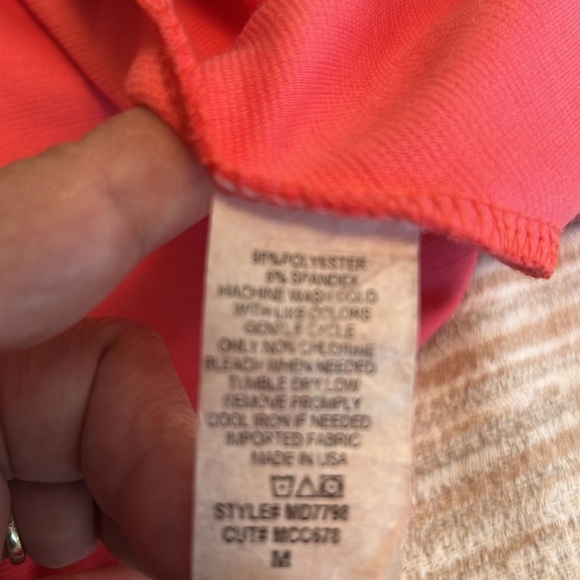 95% POLYESTER
5% SPANDEX
MACHINE WASH COLD
WITH LIKE COLORS
GENTLE CYCLE
ONLY NON CHLORINE
BLEACH WHEN NEEDED
TUMBLE DRY LOW
REMOVE PROMPLY
COOL IRON IF NEEDED
IMPORTED FABRIC
MADE IN USA
STYLE# MD7798
CUT# MCC678
M